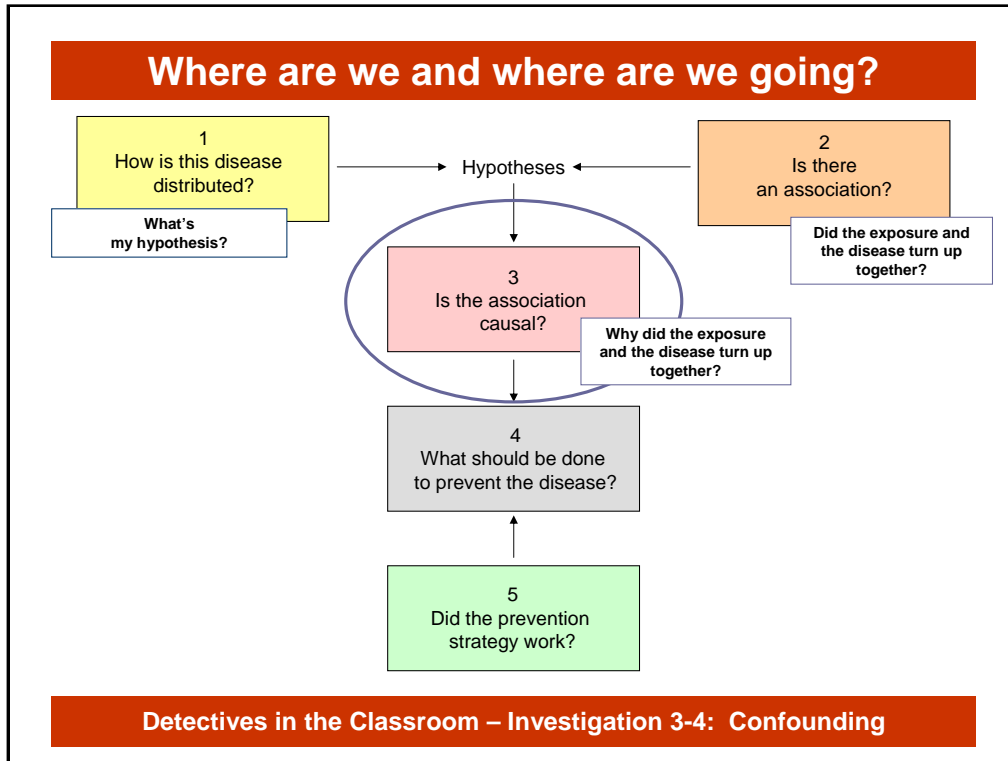 Where are we and where are we going?
1
How is this disease
distributed?
What's
my hypothesis?
Hypotheses
2
Is there
an association?
Did the exposure and
the disease turn up
together?
3
Is the association
causal?
Why did the exposure
and the disease turn up
together?
4
What should be done
to prevent the disease?
5
Did the prevention
strategy work?
Detectives in the Classroom – Investigation 3-4:  Confounding